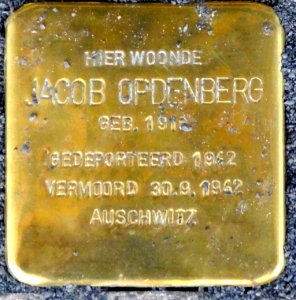 HIER WOONDE
JACOB OPDENBERG
GEB. 1912
GEDEPORTEERD 1942
VERMOORD 30.9.1942
AUSCHWITZ